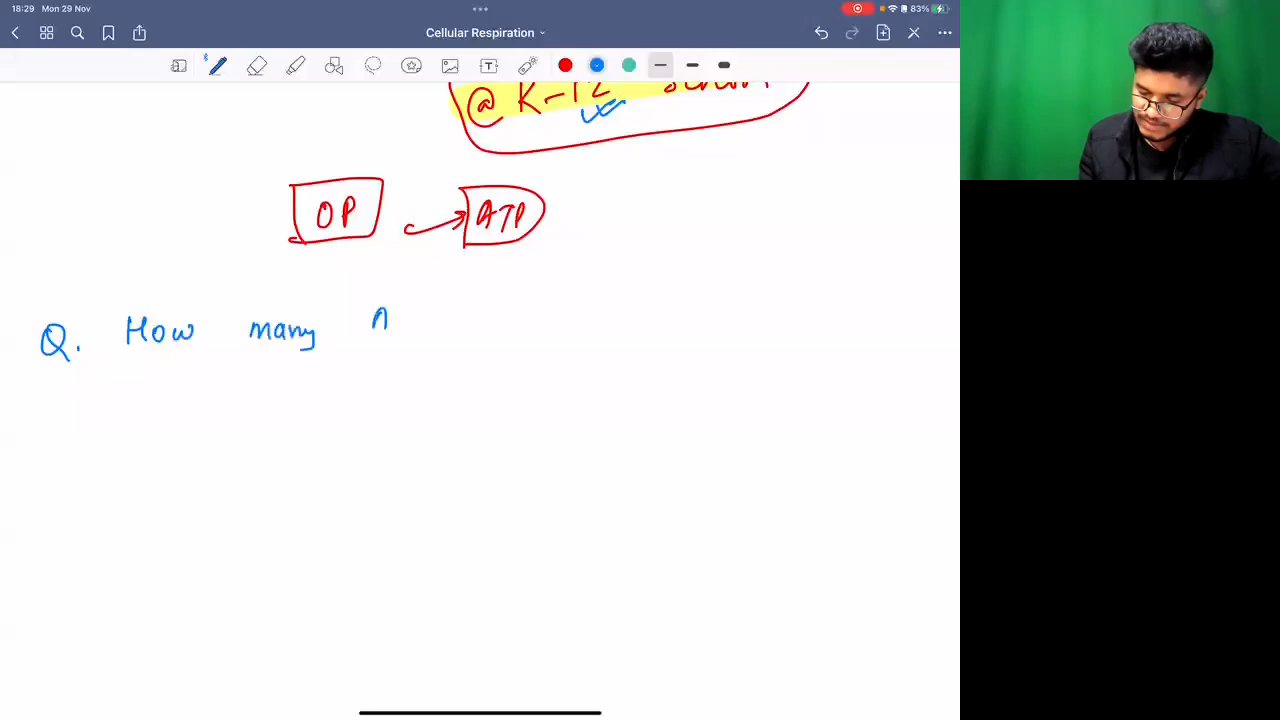 18:29 Mon 29 Nov
83%
Cellular Respiration
@ K-12
OP ATP
Q. How many